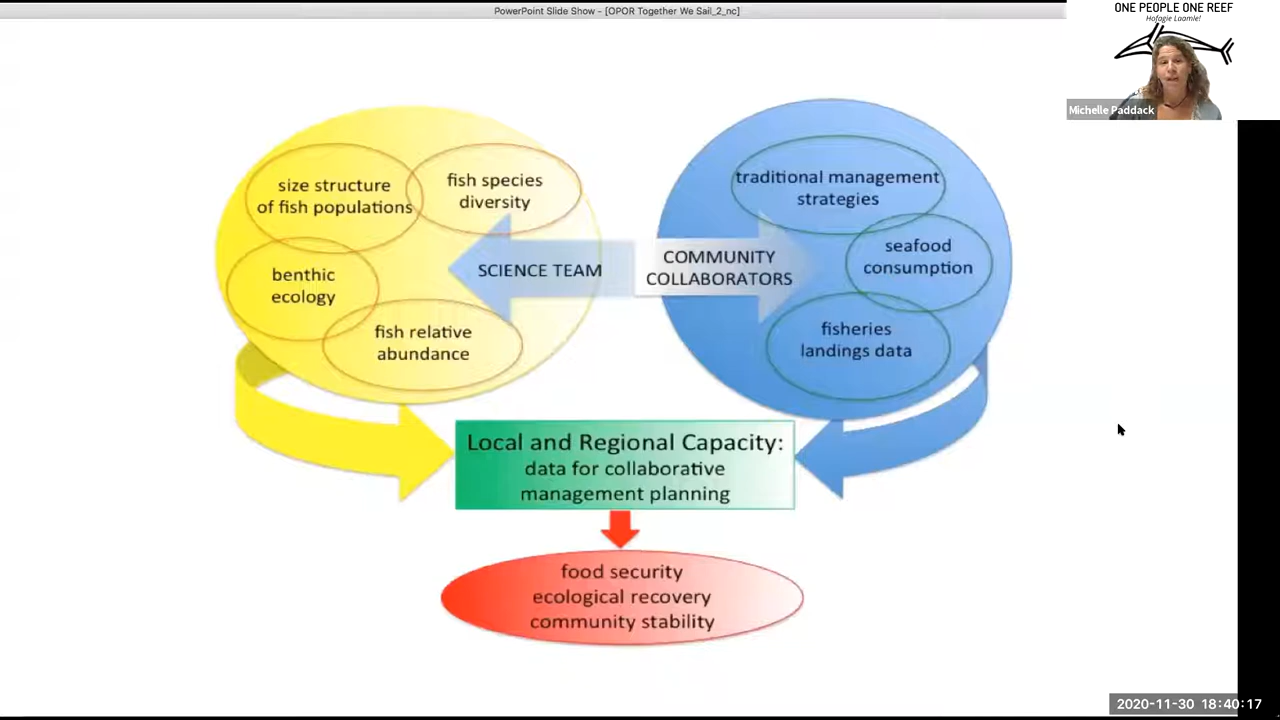 PowerPoint Slide Show - [OPOR Together We Sail_2_nc]
ONE PEOPLE ONE REEF
Hofagie Laamle!
Michelle Paddack
size structure
of fish populations
fish species
diversity
benthic
ecology
fish relative
abundance
SCIENCE TEAM
COMMUNITY
COLLABORATORS
traditional management
strategies
seafood
consumption
fisheries
landings data
Local and Regional Capacity:
data for collaborative
management planning
food security
ecological recovery
community stability
2020-11-30 18:40:17